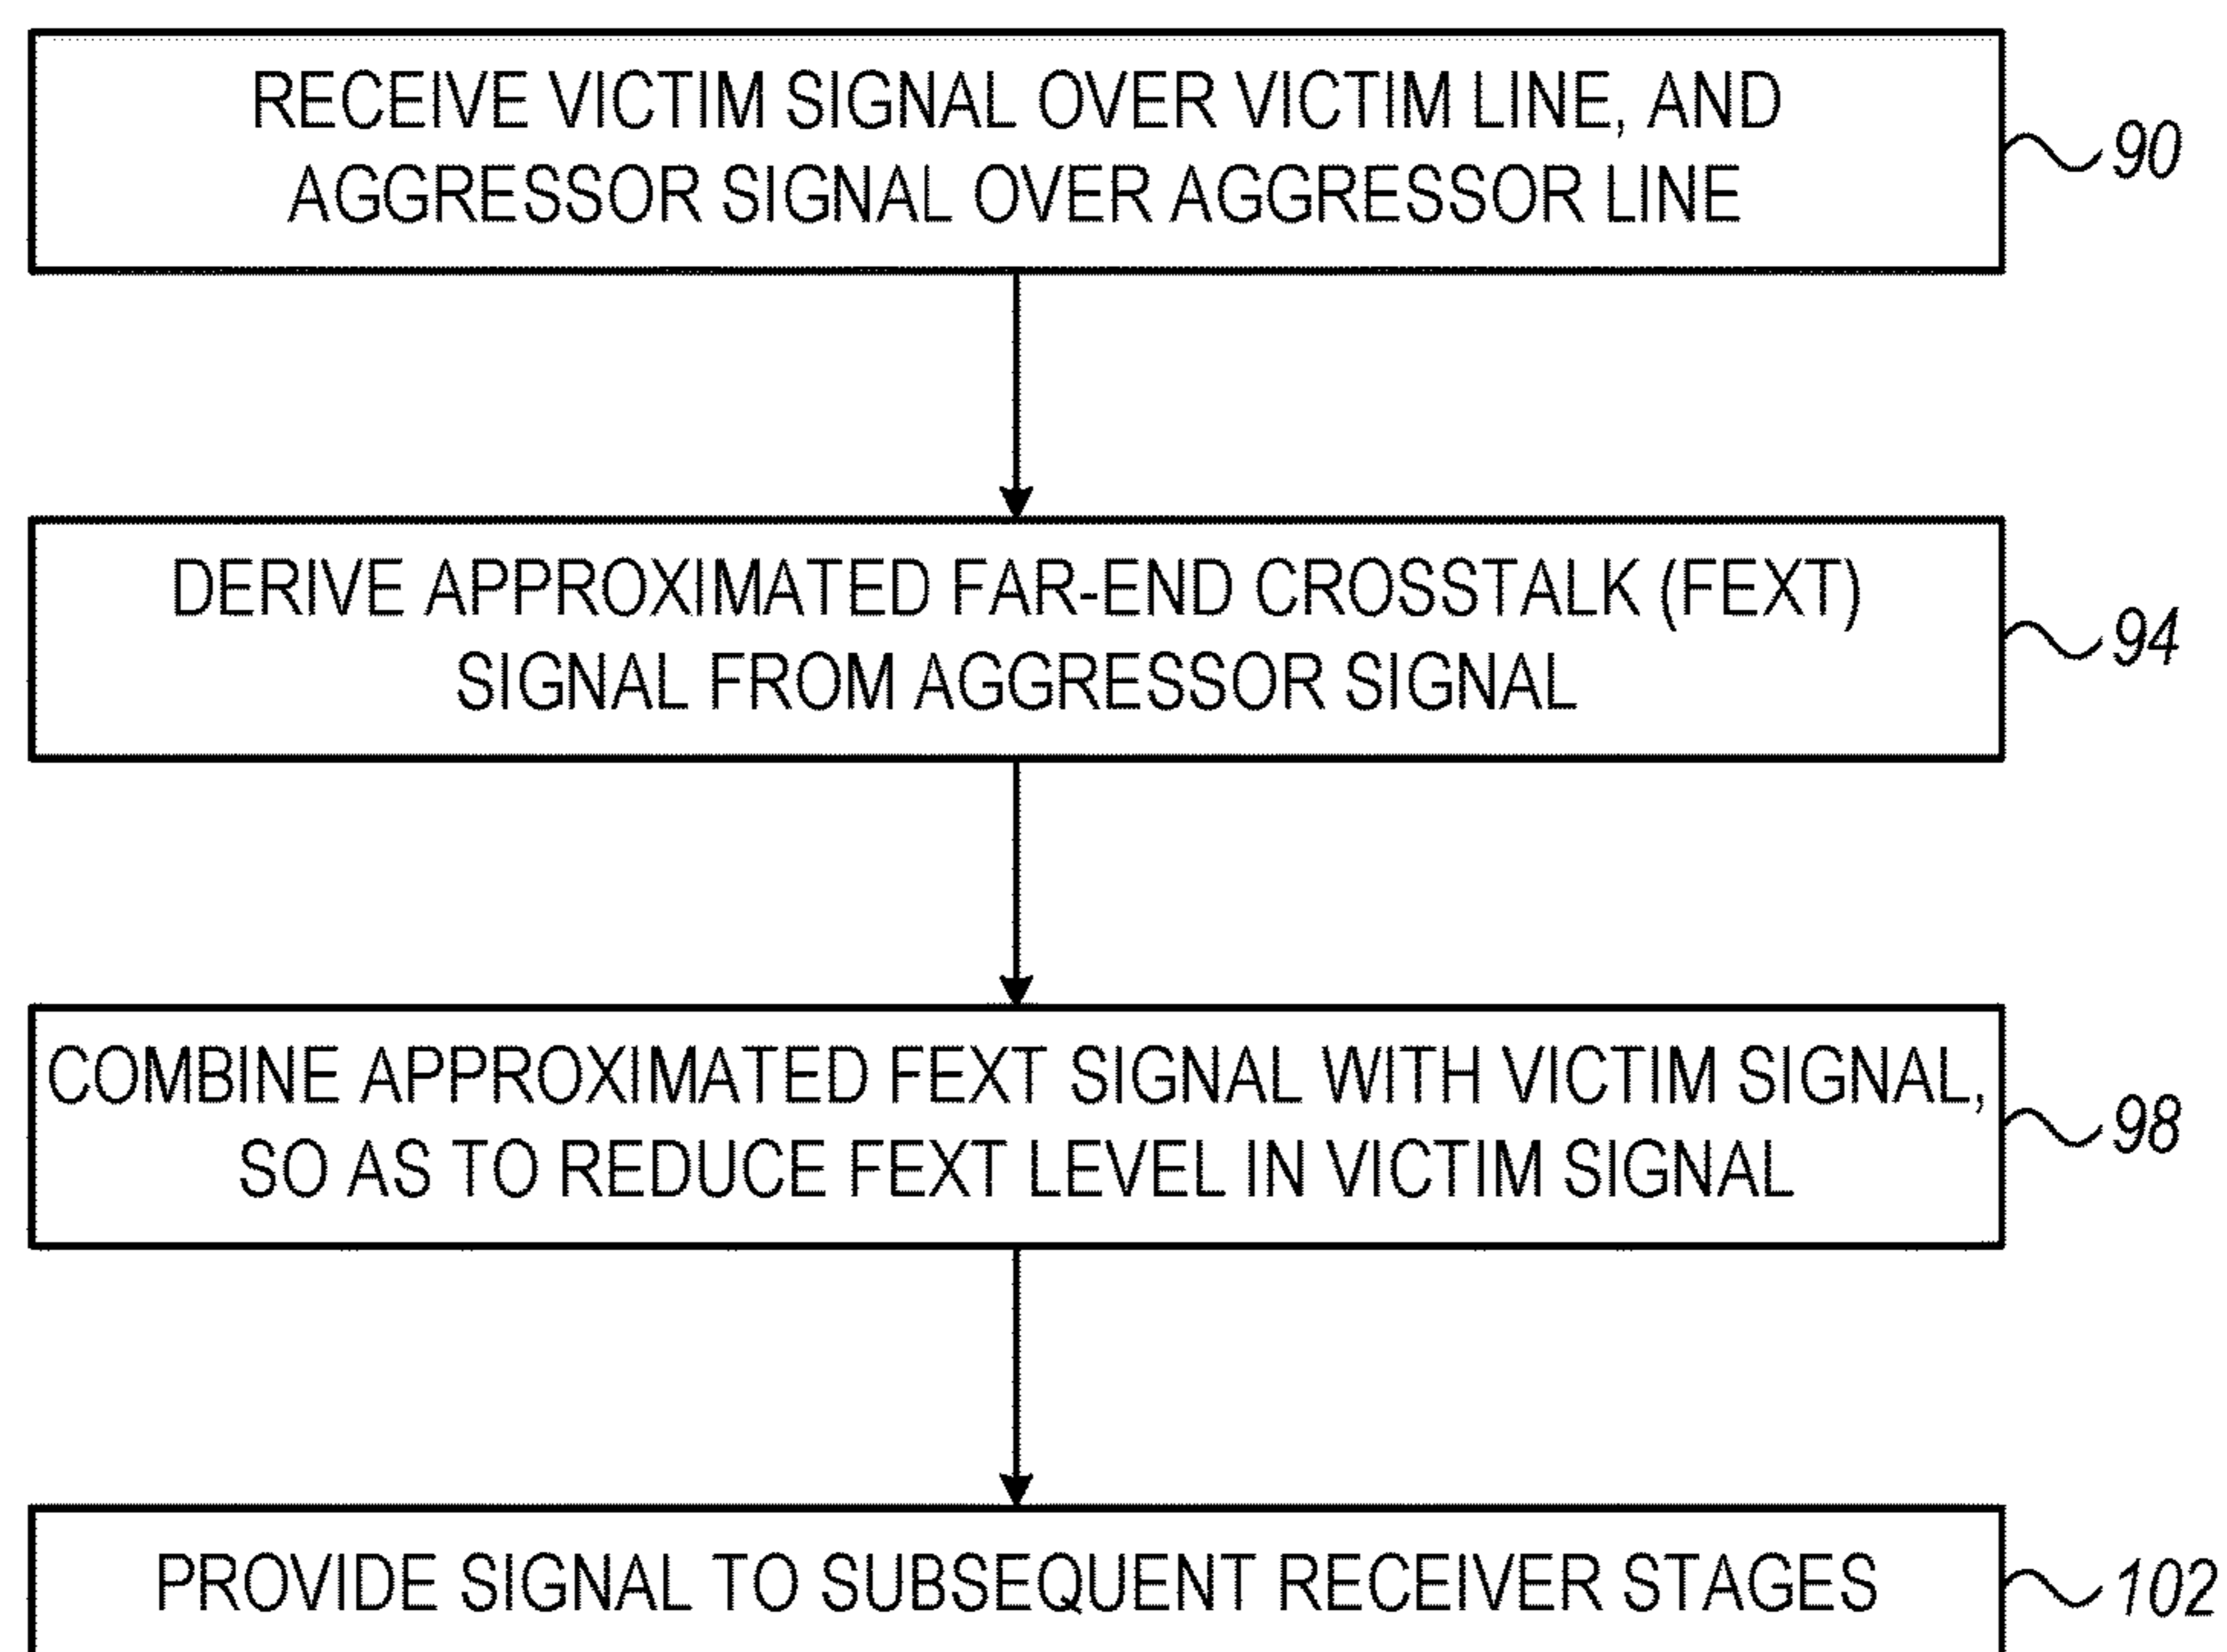 RECEIVE VICTIM SIGNAL OVER VICTIM LINE, AND
AGGRESSOR SIGNAL OVER AGGRESSOR LINE
90
DERIVE APPROXIMATED FAR-END CROSSTALK (FEXT)
SIGNAL FROM AGGRESSOR SIGNAL
94
COMBINE APPROXIMATED FEXT SIGNAL WITH VICTIM SIGNAL,
SO AS TO REDUCE FEXT LEVEL IN VICTIM SIGNAL
98
PROVIDE SIGNAL TO SUBSEQUENT RECEIVER STAGES
102